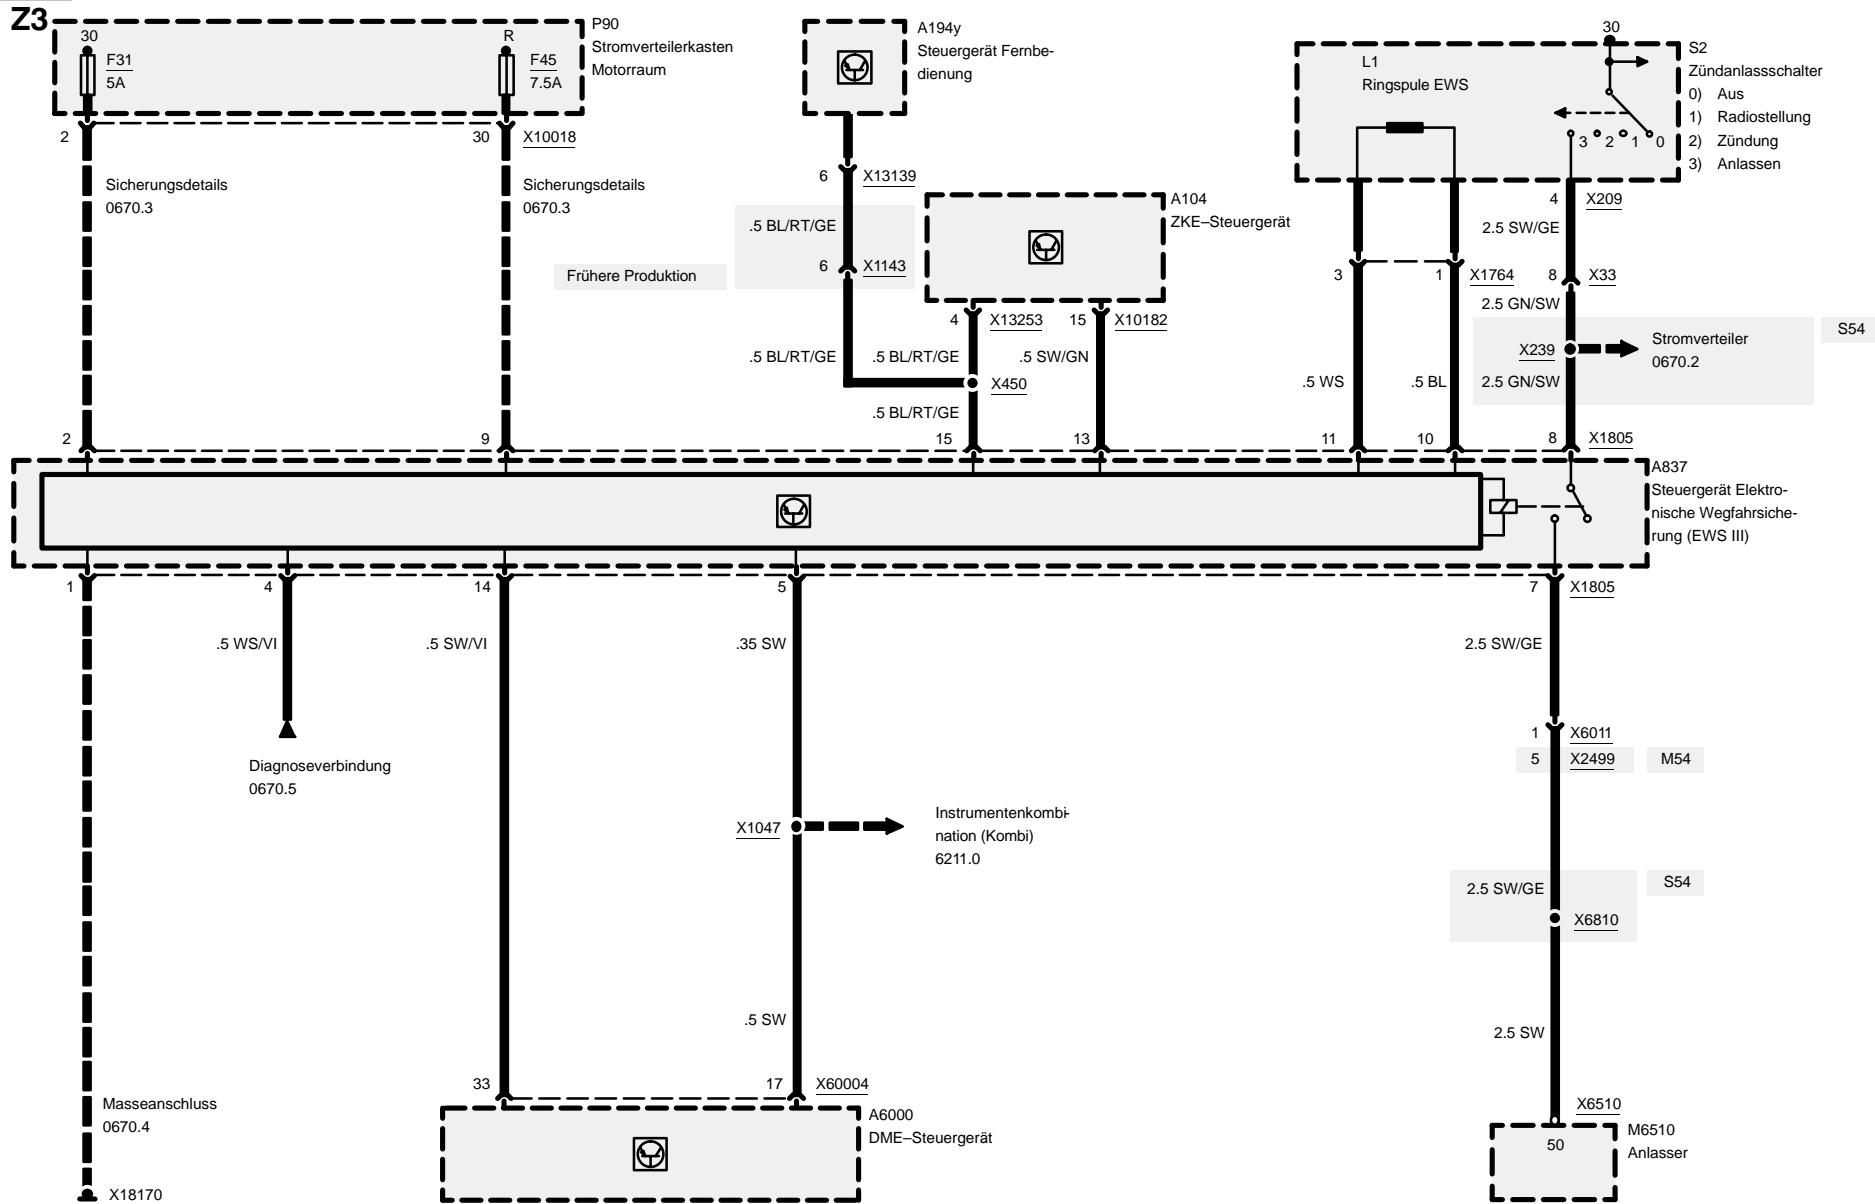 Z3
30
F31
5A
R
F45
7.5A
P90
Stromverteilerkasten
Motorraum
2
30
X10018
Sicherungsdetails
0670.3
Sicherungsdetails
0670.3
A194y
Steuergerät Fernbe-
dienung
6
X13139
.5 BL/RT/GE
6
X1143
Frühere Produktion
A104
ZKE–Steuergerät
4
X13253
15
X10182
.5 BL/RT/GE
.5 BL/RT/GE
.5 SW/GN
X450
.5 BL/RT/GE
30
L1
Ringspule EWS
3
2
1
0
S2
Zündanlassschalter
0) Aus
1) Radiostellung
2) Zündung
3) Anlassen
4
X209
2.5 SW/GE
3
1
X1764
8
X33
2.5 GN/SW
X239
Stromverteiler
0670.2
S54
.5 WS
.5 BL
2.5 GN/SW
2
9
15
13
11
10
8
X1805
A837
Steuergerät Elektro-
nische Wegfahrsiche-
rung (EWS III)
1
4
14
5
7
X1805
.5 WS/VI
.5 SW/VI
.35 SW
2.5 SW/GE
Diagnoseverbindung
0670.5
1
X6011
5
X2499
M54
X1047
Instrumentenkombi-
nation (Kombi)
6211.0
2.5 SW/GE
S54
X6810
.5 SW
2.5 SW
33
17
X60004
Masseanschluss
0670.4
X18170
A6000
DME–Steuergerät
X6510
50
M6510
Anlasser